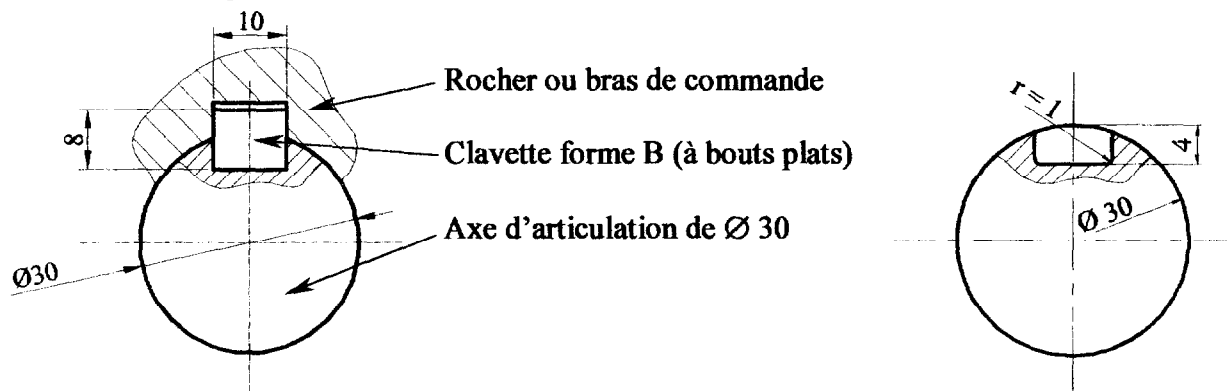 10
Rocher ou bras de commande
8
Clavette forme B (à bouts plats)
Axe d'articulation de Ø 30
Ø30
r = 1
4
Ø 30